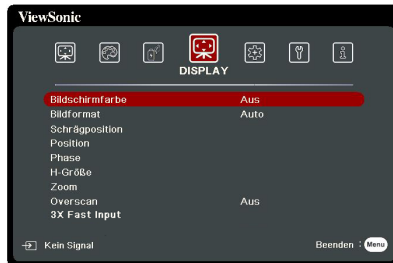 ViewSonic
DISPLAY
Bildschirmfarbe Aus
Bildformat Auto
Schrägposition
Position
Phase
H-Größe
Zoom
Overscan Aus
3X Fast Input
Kein Signal Beenden : Menu